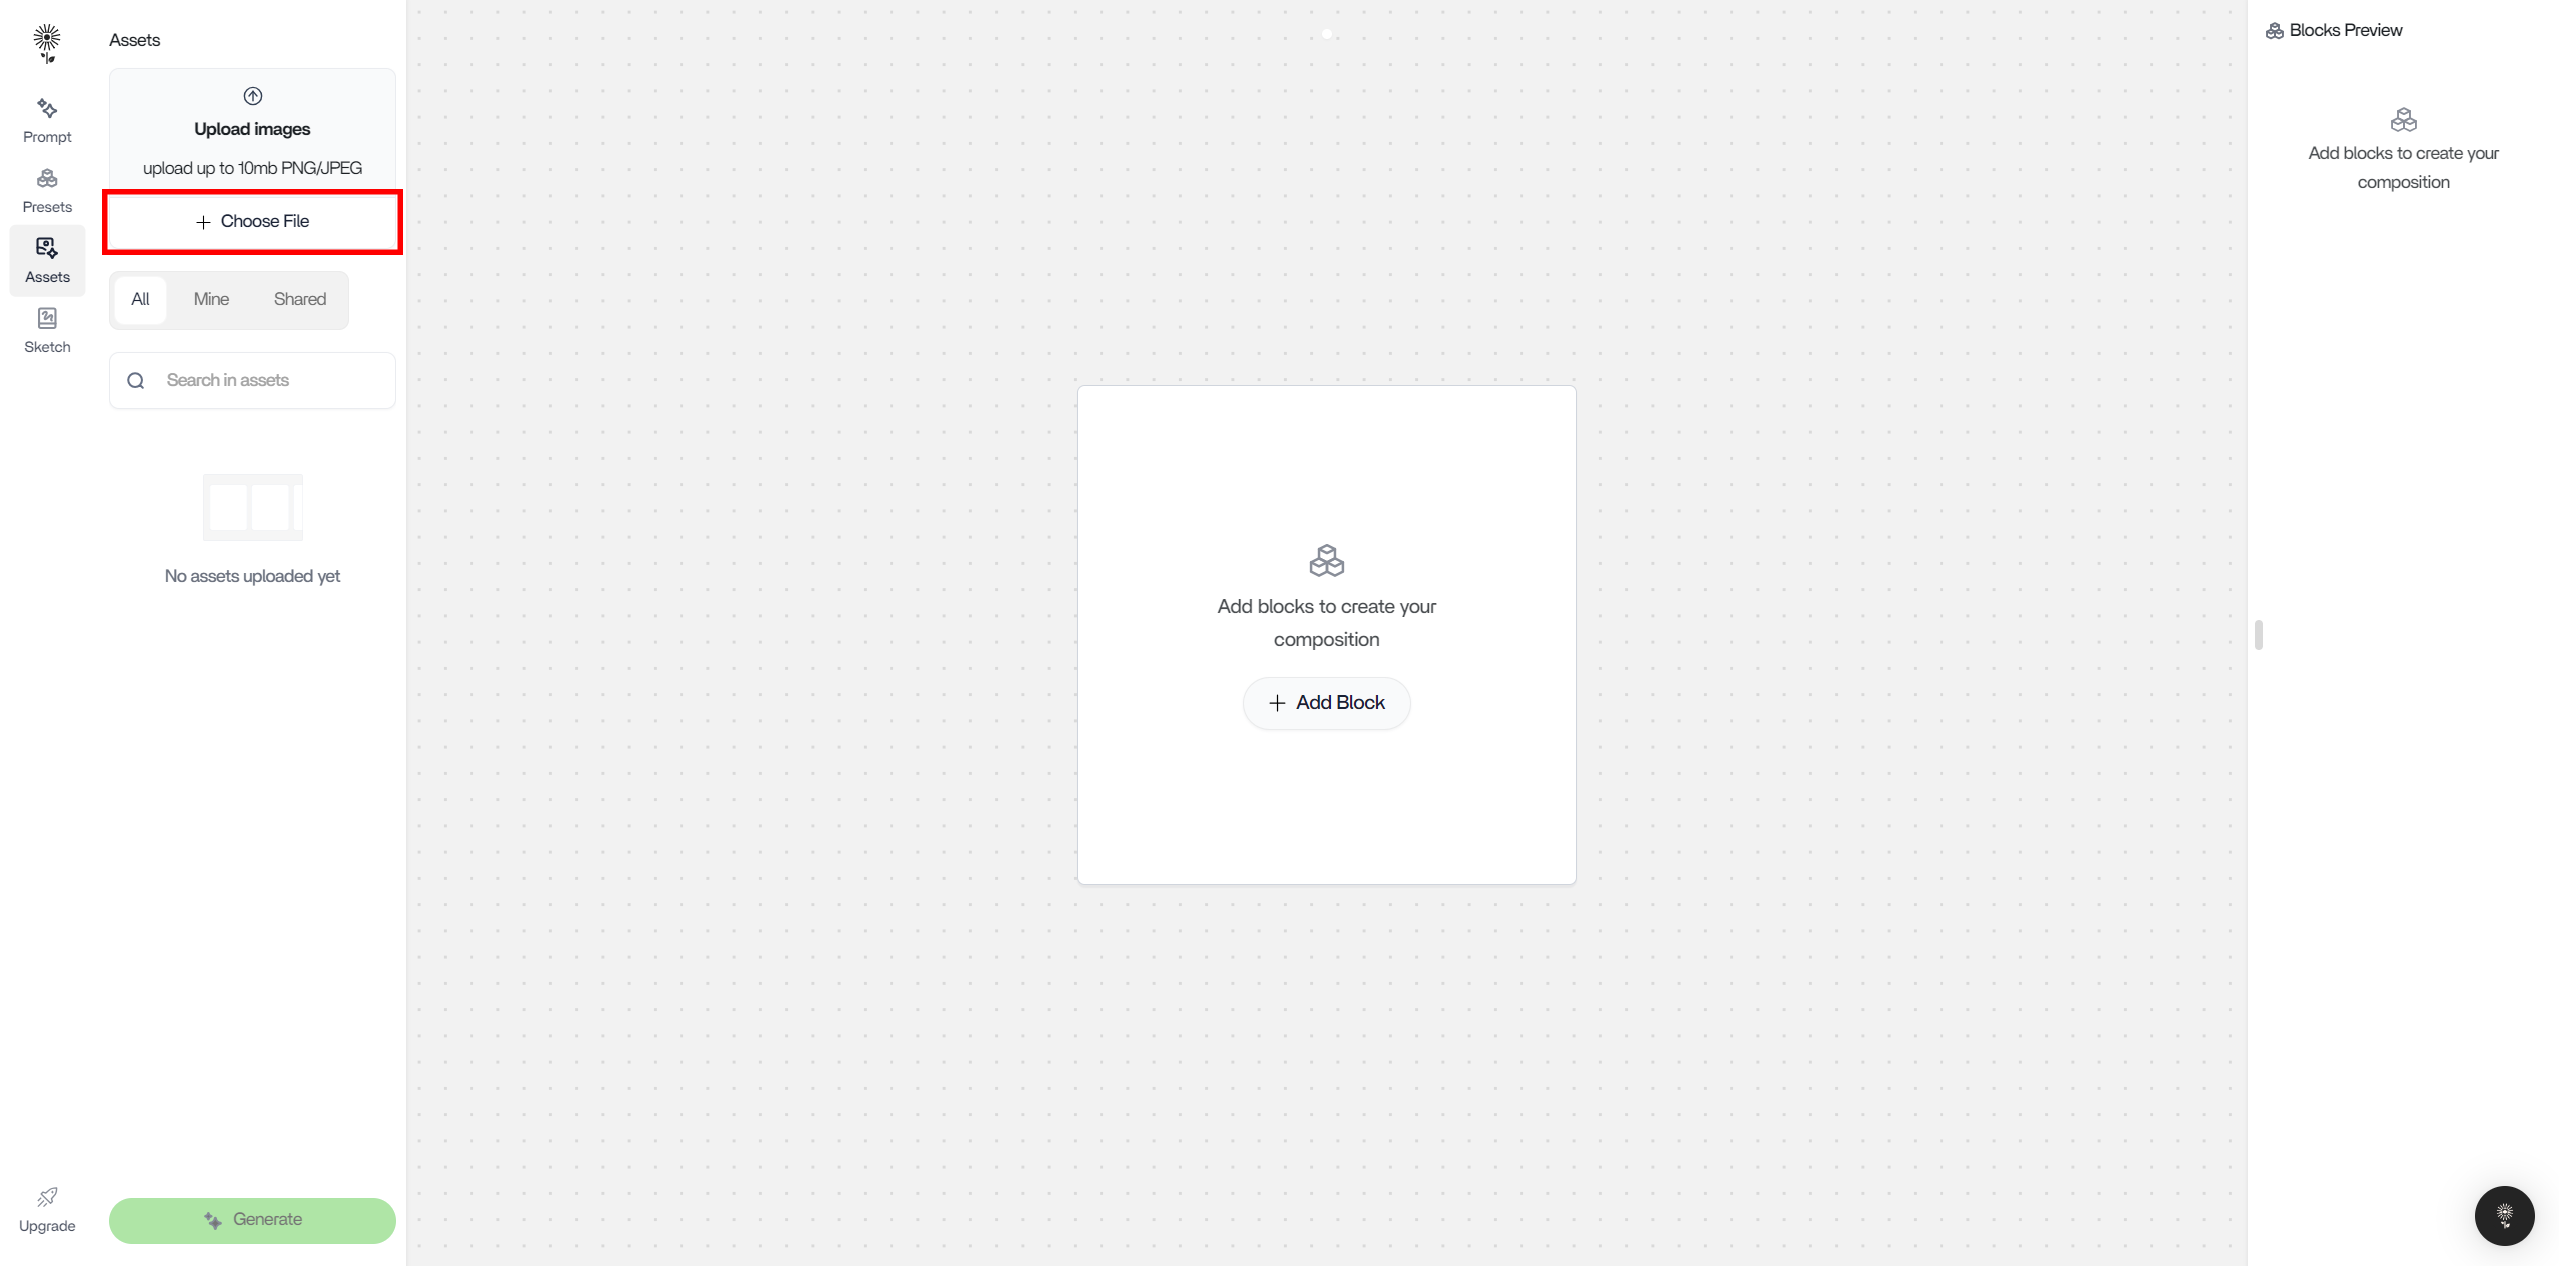 Prompt
Presets
Assets
Sketch
Upgrade
Assets
Upload images
upload up to 10mb PNG/JPEG
Choose File
All Mine Shared
Search in assets
No assets uploaded yet
Generate
Add blocks to create your
composition
Add Block
Blocks Preview
Add blocks to create your
composition